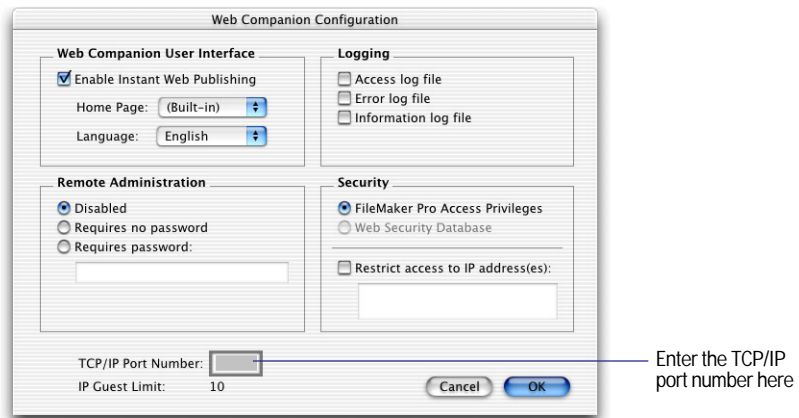 Web Companion Configuration
Web Companion User Interface
Enable Instant Web Publishing
Home Page: (Built-in)
Language: English
Logging
Access log file
Error log file
Information log file
Remote Administration
Disabled
Requires no password
Requires password:
Security
FileMaker Pro Access Privileges
Web Security Database
Restrict access to IP address(es):
TCP/IP Port Number:
IP Guest Limit: 10
Cancel OK
Enter the TCP/IP
port number here